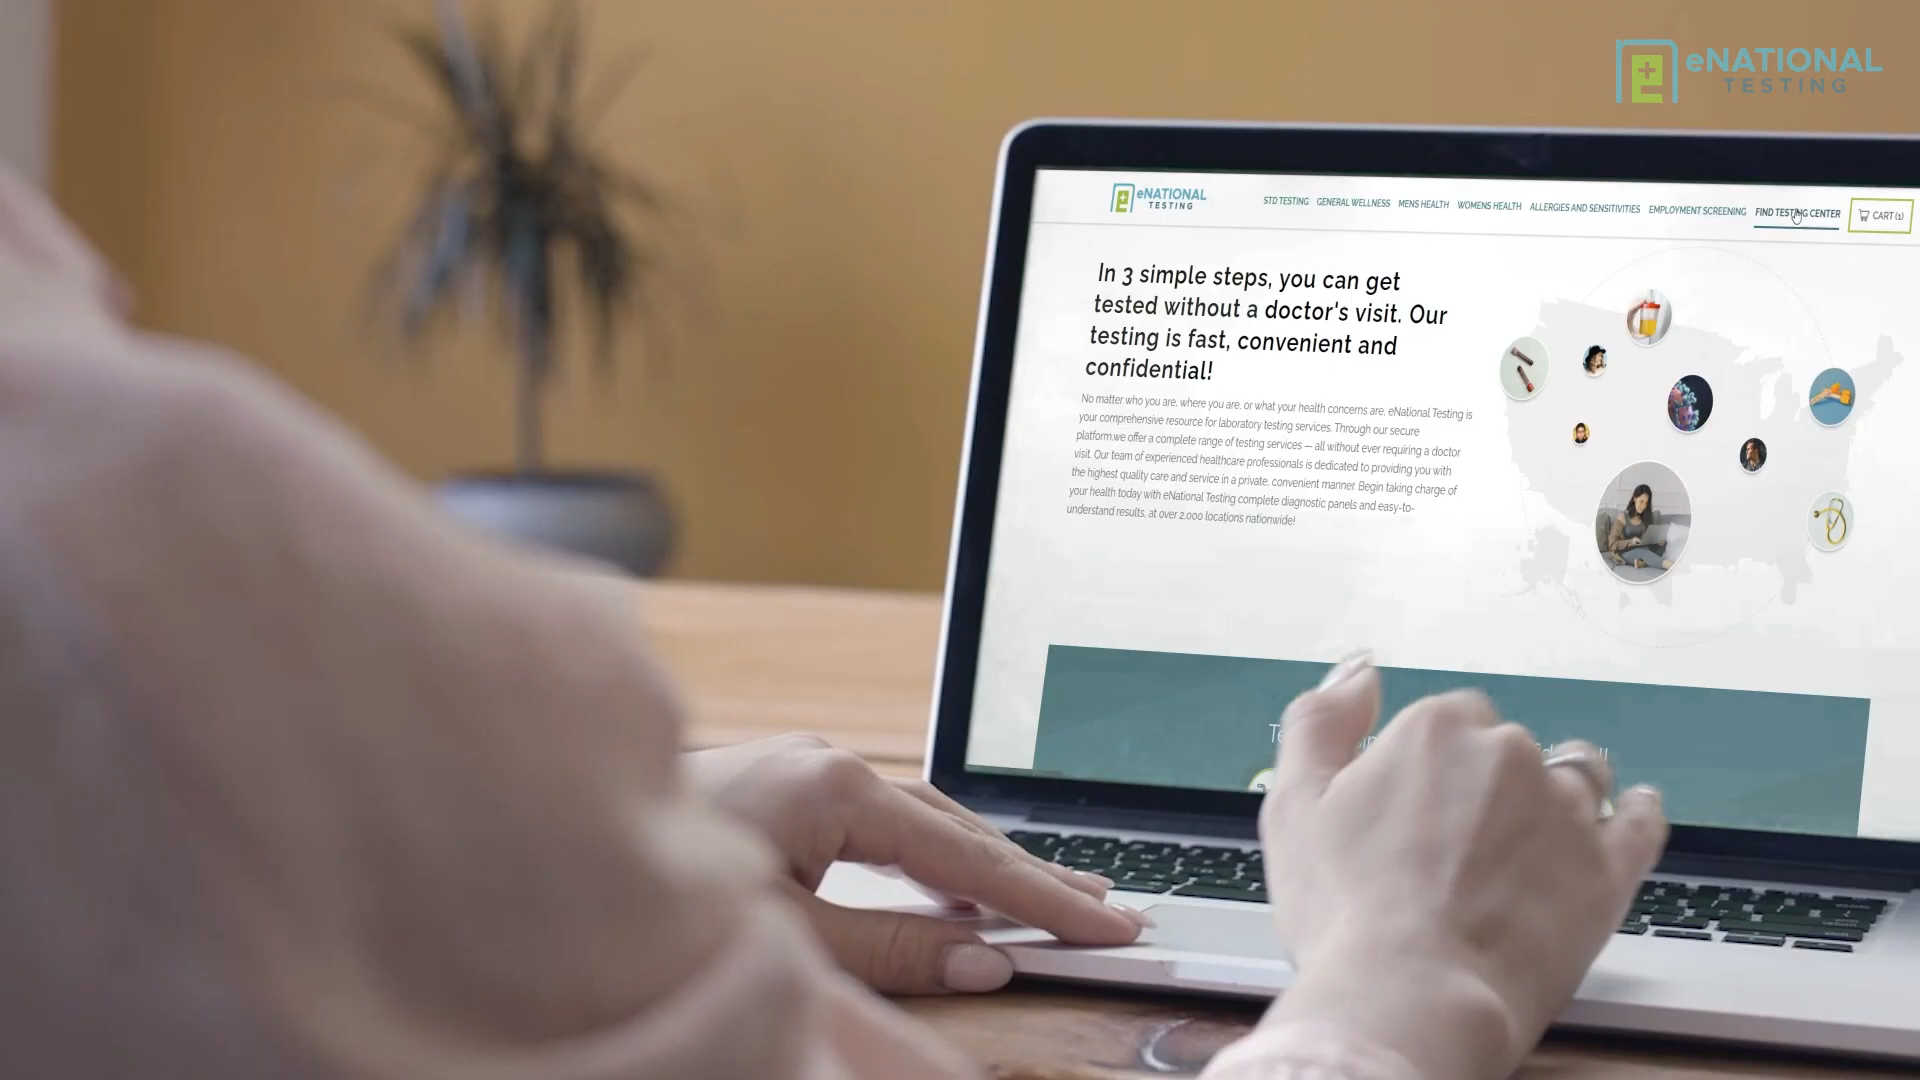 eNATIONAL
TESTING
eNATIONAL
TESTING
STD TESTING GENERAL WELLNESS MENS HEALTH WOMENS HEALTH ALLERGIES AND SENSITIVITIES EMPLOYMENT SCREENING FIND TESTING CENTER CART (1)
In 3 simple steps, you can get
tested without a doctor's visit. Our
testing is fast, convenient and
confidential!
No matter who you are, where you are, or what your health concerns are, eNational Testing is
your comprehensive resource for laboratory testing services. Through our secure
platform,we offer a complete range of testing services — all without ever requiring a doctor
visit. Our team of experienced healthcare professionals is dedicated to providing you with
the highest quality care and service in a private, convenient manner. Begin taking charge of
your health today with eNational Testing complete diagnostic panels and easy-to-
understand results, at over 2,000 locations nationwide!